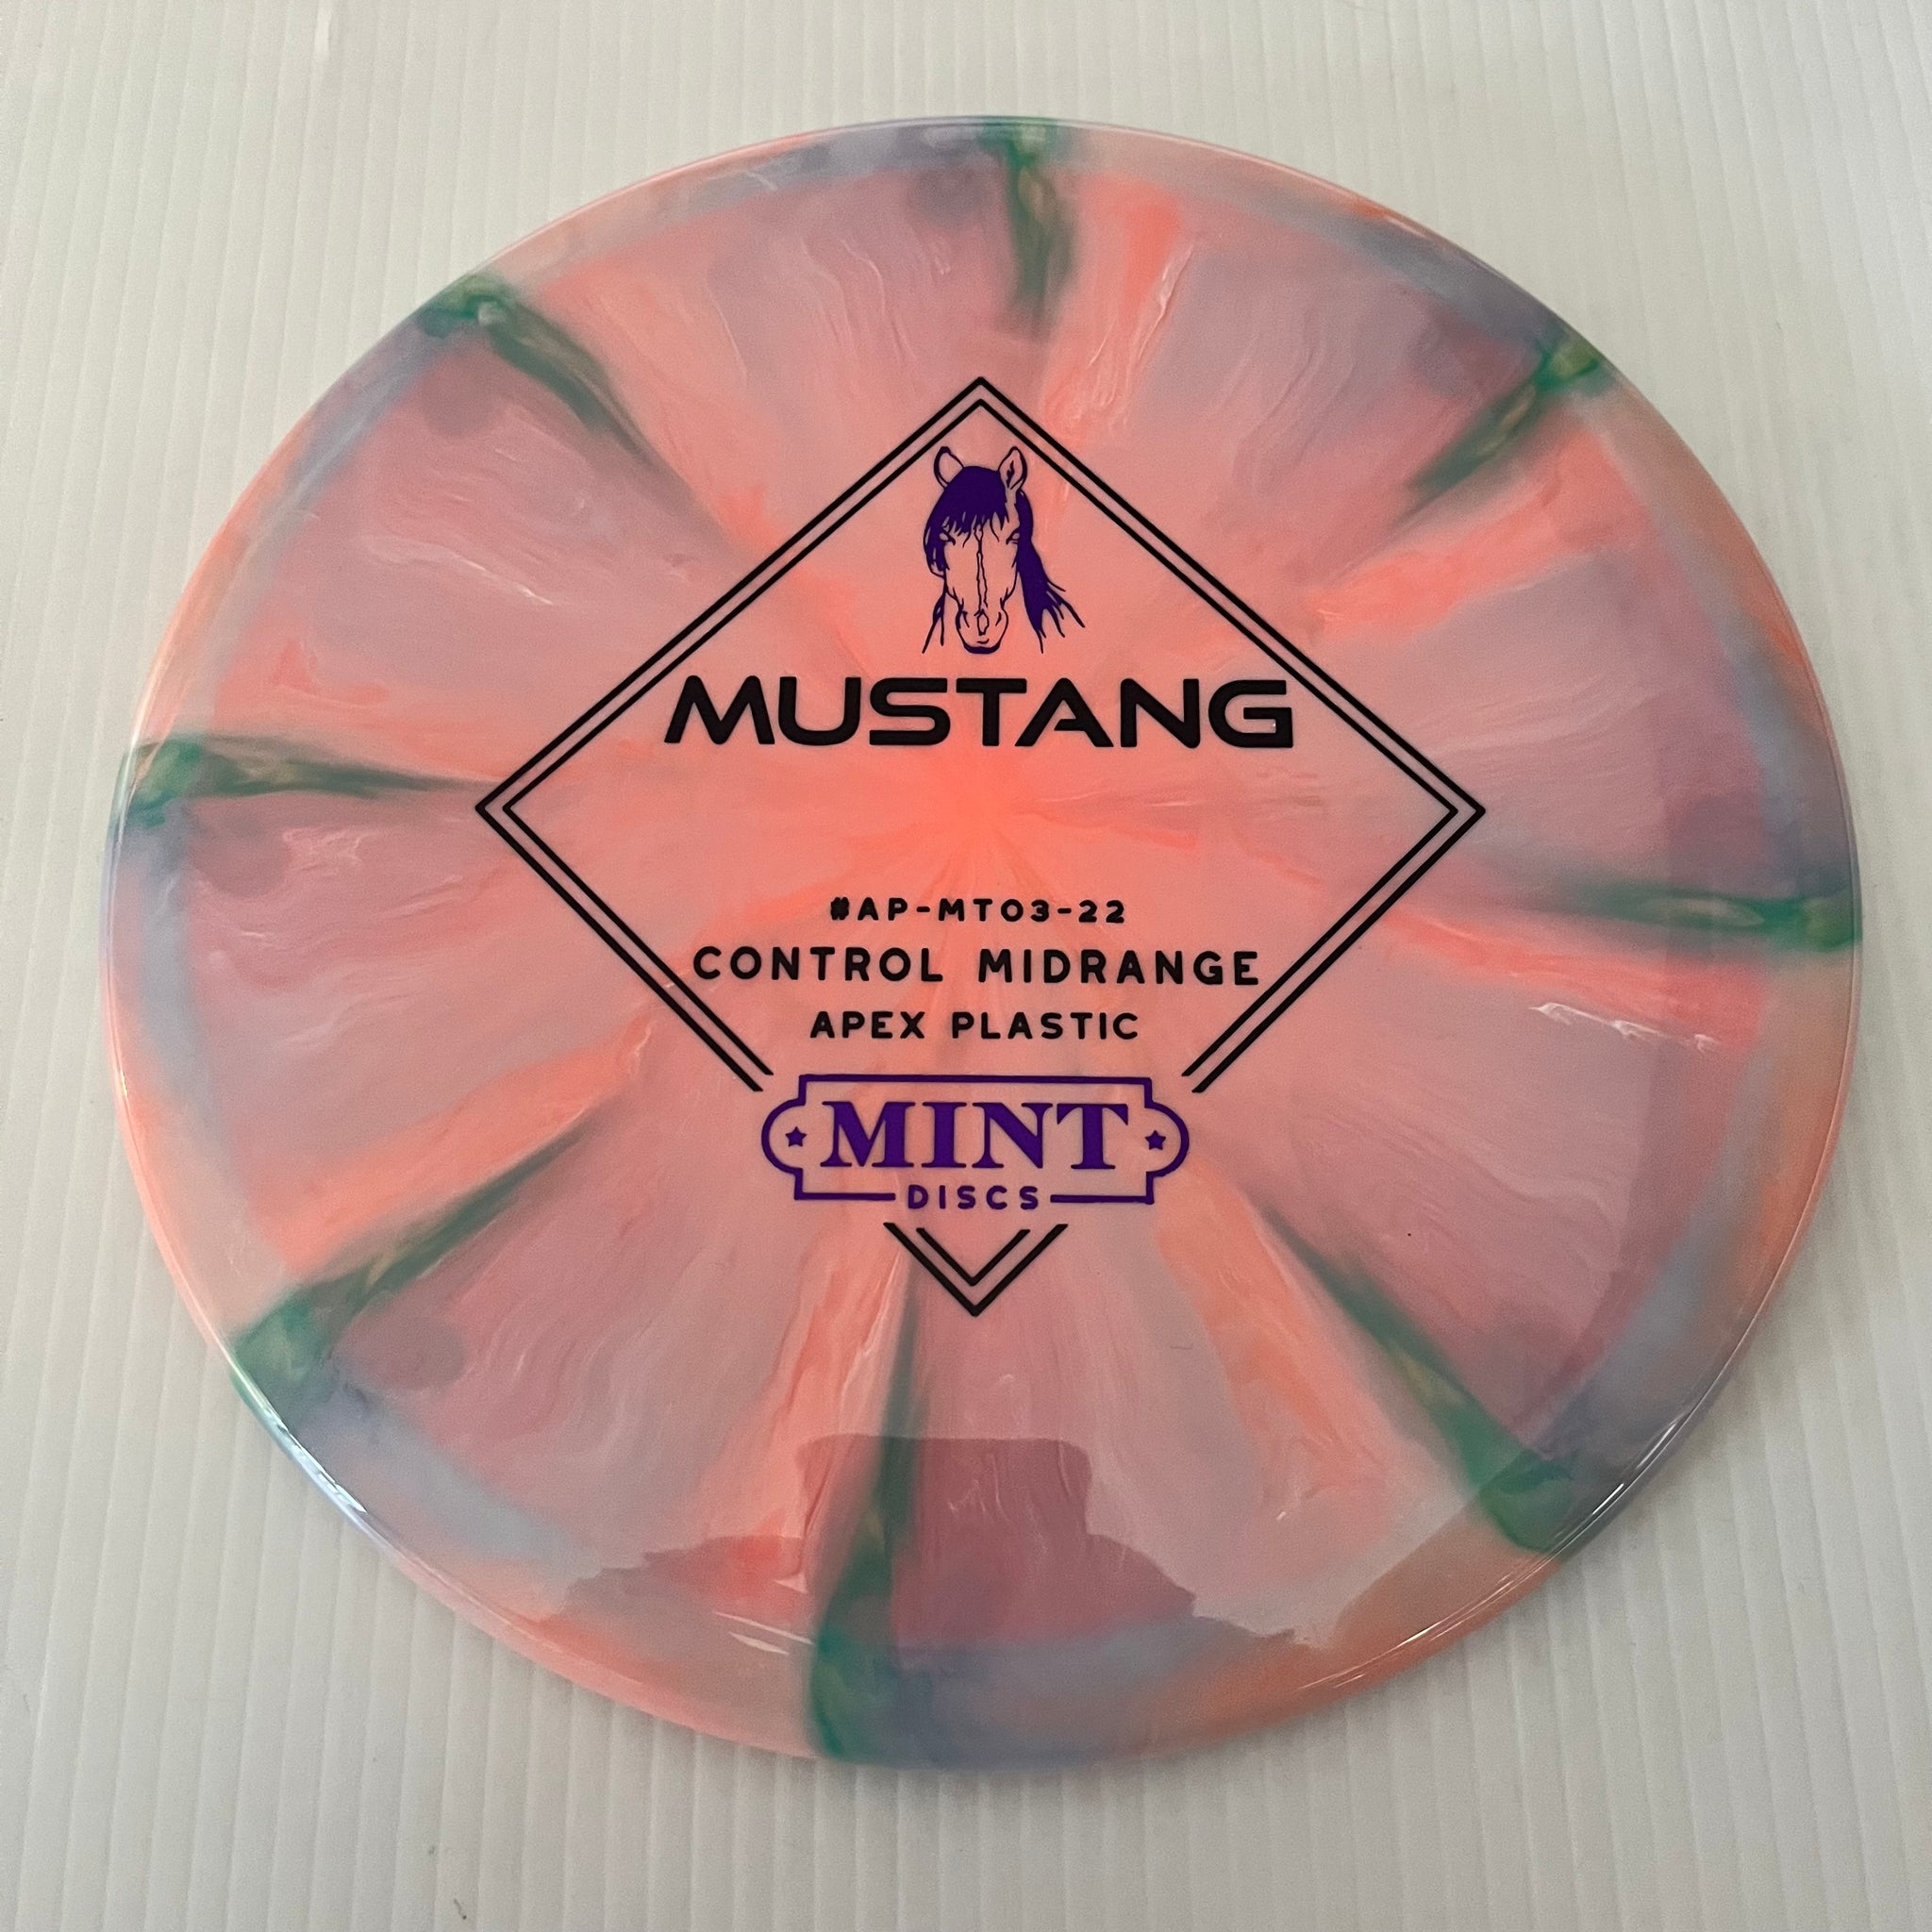 MUSTANG
#AP-MT03-22
CONTROL MIDRANGE
APEX PLASTIC
MINT
DISCS